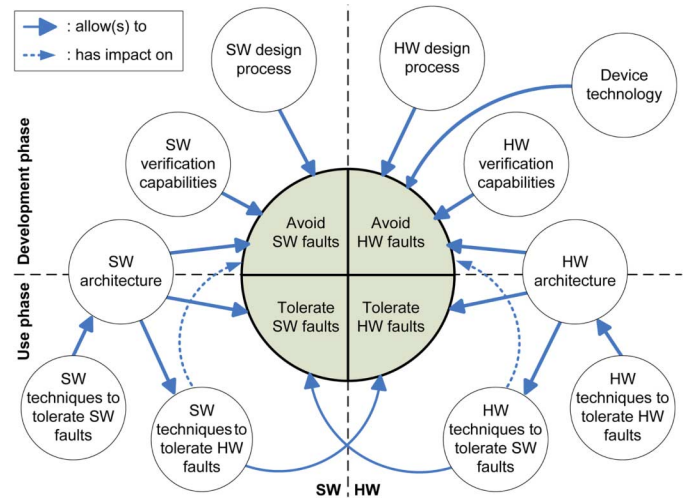 : allow(s) to
: has impact on
SW design
process
HW design
process
Device
technology
SW
verification
capabilities
HW
verification
capabilities
Development phase
Avoid
SW faults
Avoid
HW faults
SW
architecture
HW
architecture
Use phase
Tolerate
SW faults
Tolerate
HW faults
SW
techniques to
tolerate SW
faults
SW
techniques to
tolerate HW
faults
HW
techniques to
tolerate SW
faults
HW
techniques to
tolerate HW
faults
SW
HW